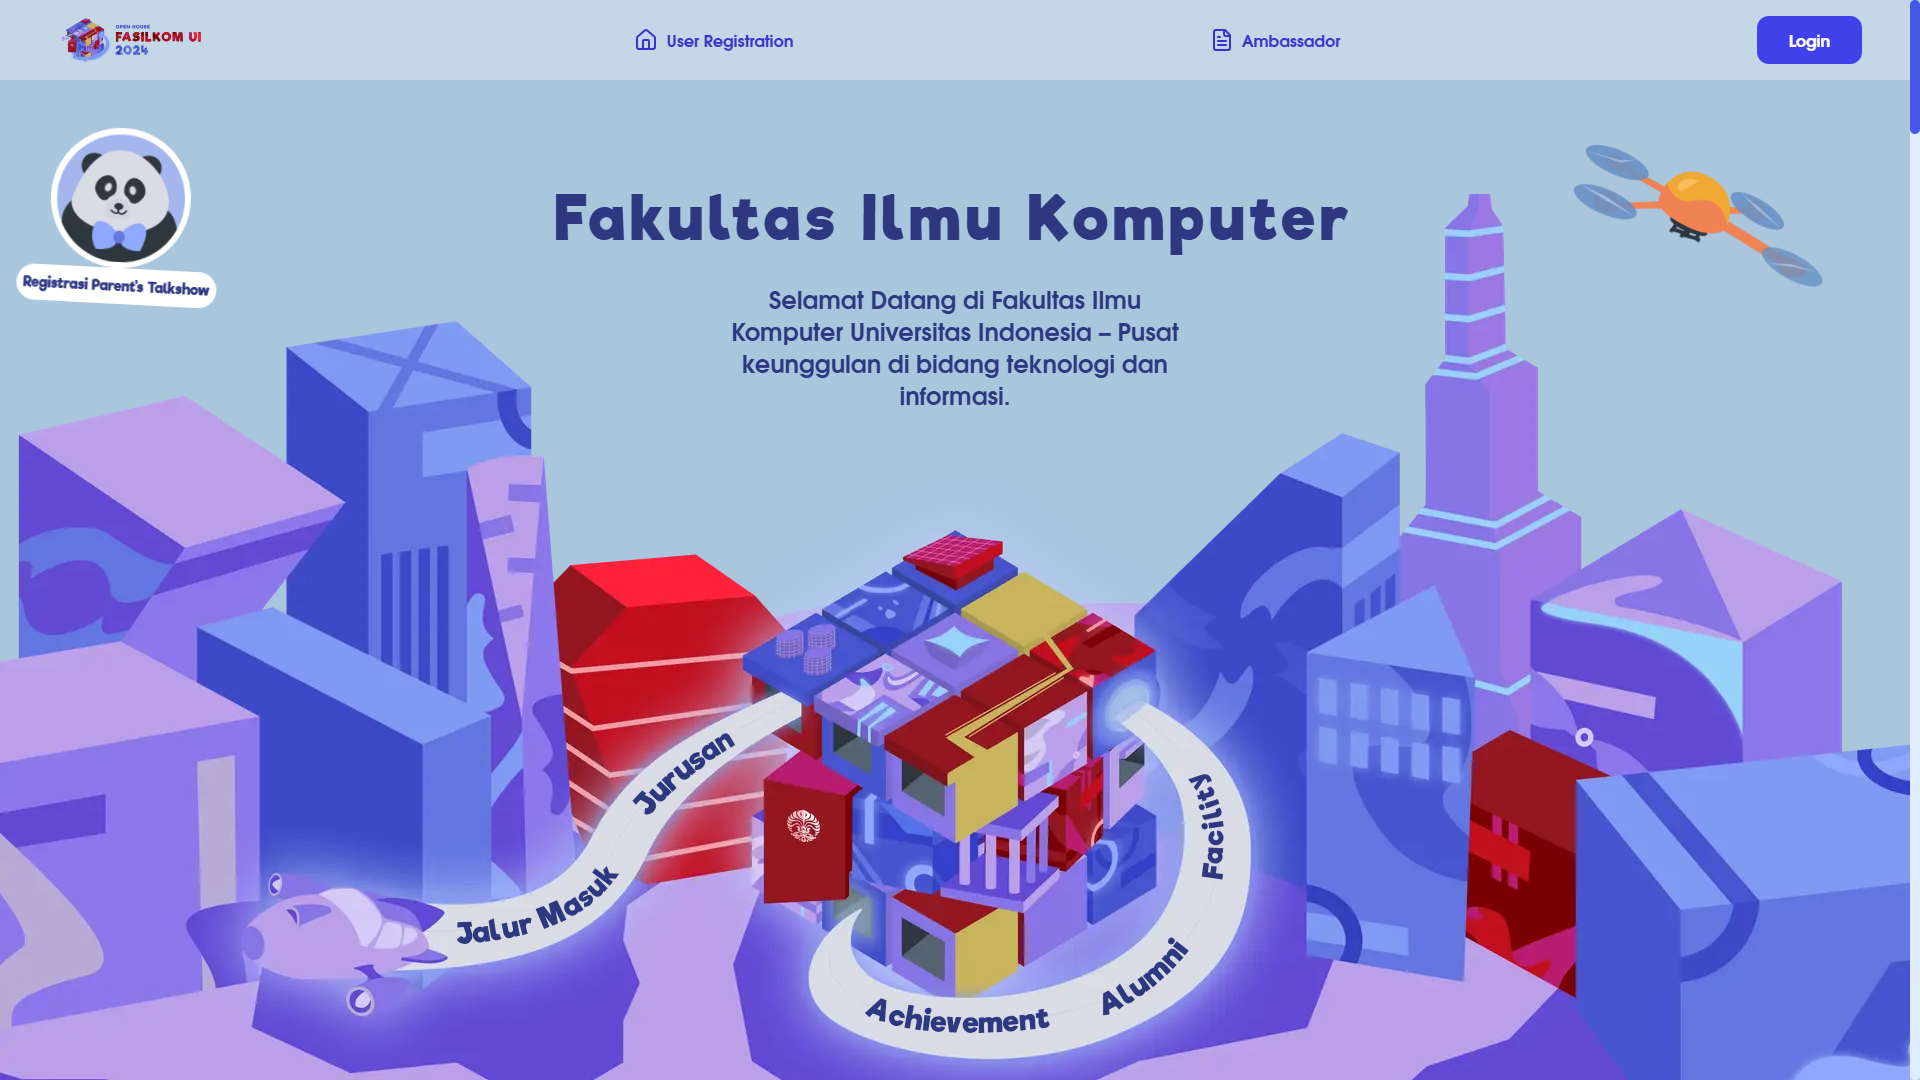 OPEN HOUSE
FASILKOM UI
2024
User Registration
Ambassador
Login
Registrasi Parent's Talkshow
Fakultas Ilmu Komputer
Selamat Datang di Fakultas Ilmu
Komputer Universitas Indonesia – Pusat
keunggulan di bidang teknologi dan
informasi.
Jurusan
Jalur Masuk
Facility
Alumni
Achievement